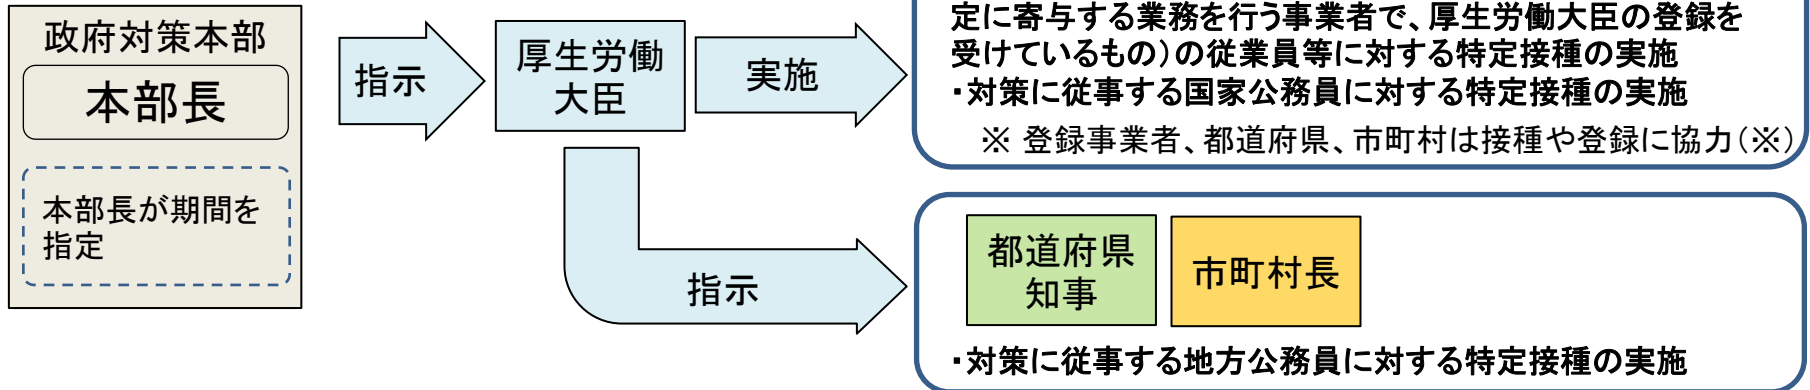 政府対策本部
本部長
本部長が期間を
指定
指示
厚生労働
大臣
実施
定に寄与する業務を行う事業者で、厚生労働大臣の登録を
受けているもの)の従業員等に対する特定接種の実施
・対策に従事する国家公務員に対する特定接種の実施
※ 登録事業者、都道府県、市町村は接種や登録に協力(※)
指示
都道府県
知事
市町村長
・対策に従事する地方公務員に対する特定接種の実施